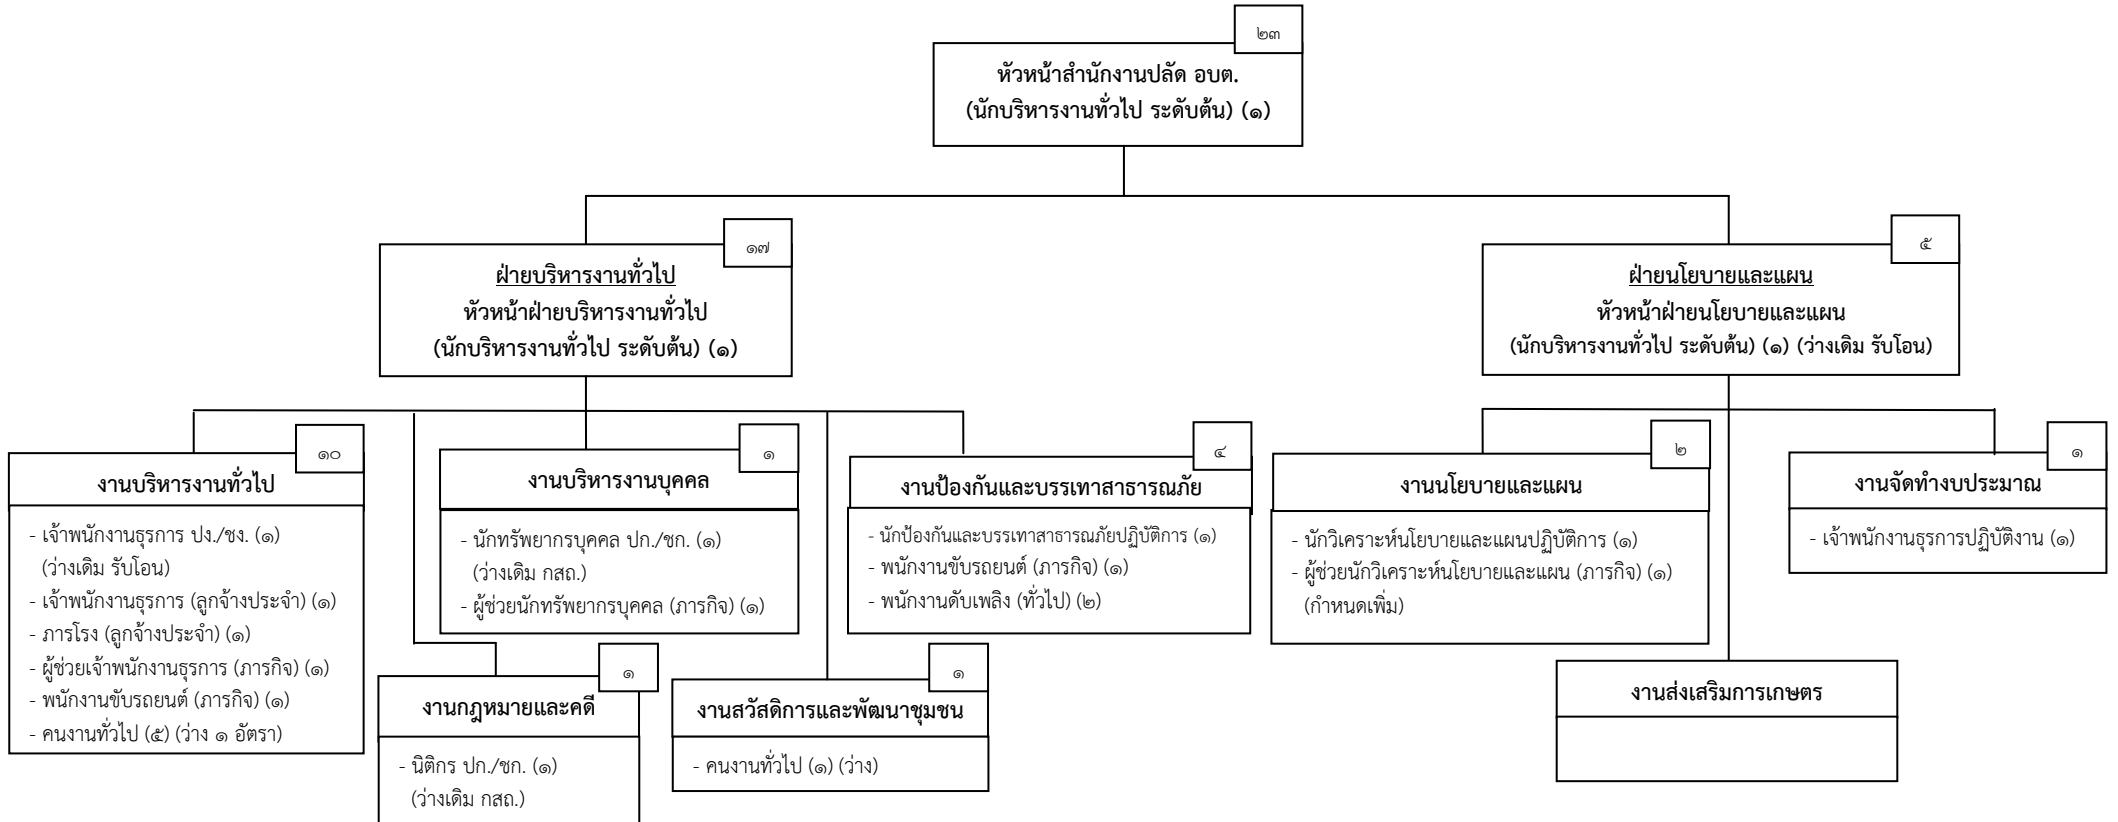 ๒๓
หัวหน้าสำนักงานปลัด อบต.
(นักบริหารงานทั่วไป ระดับต้น) (๑)
๑๗
ฝ่ายบริหารงานทั่วไป
หัวหน้าฝ่ายบริหารงานทั่วไป
(นักบริหารงานทั่วไป ระดับต้น) (๑)
๕
ฝ่ายนโยบายและแผน
หัวหน้าฝ่ายนโยบายและแผน
(นักบริหารงานทั่วไป ระดับต้น) (๑) (ว่างเดิม รับโอน)
๑๐
งานบริหารงานทั่วไป
- เจ้าพนักงานธุรการ ปง./ชง. (๑)
(ว่างเดิม รับโอน)
- เจ้าพนักงานธุรการ (ลูกจ้างประจำ) (๑)
- ภารโรง (ลูกจ้างประจำ) (๑)
- ผู้ช่วยเจ้าพนักงานธุรการ (ภารกิจ) (๑)
- พนักงานขับรถยนต์ (ภารกิจ) (๑)
- คนงานทั่วไป (๕) (ว่าง ๑ อัตรา)
๑
งานบริหารงานบุคคล
- นักทรัพยากรบุคคล ปก./ชก. (๑)
(ว่างเดิม กสถ.)
- ผู้ช่วยนักทรัพยากรบุคคล (ภารกิจ) (๑)
๔
งานป้องกันและบรรเทาสาธารณภัย
- นักป้องกันและบรรเทาสาธารณภัยปฏิบัติการ (๑)
- พนักงานขับรถยนต์ (ภารกิจ) (๑)
- พนักงานดับเพลิง (ทั่วไป) (๒)
๒
งานนโยบายและแผน
- นักวิเคราะห์นโยบายและแผนปฏิบัติการ (๑)
- ผู้ช่วยนักวิเคราะห์นโยบายและแผน (ภารกิจ) (๑)
(กำหนดเพิ่ม)
๑
งานจัดทำงบประมาณ
- เจ้าพนักงานธุรการปฏิบัติงาน (๑)
๑
งานกฎหมายและคดี
- นิติกร ปก./ชก. (๑)
(ว่างเดิม กสถ.)
๑
งานสวัสดิการและพัฒนาชุมชน
- คนงานทั่วไป (๑) (ว่าง)
งานส่งเสริมการเกษตร